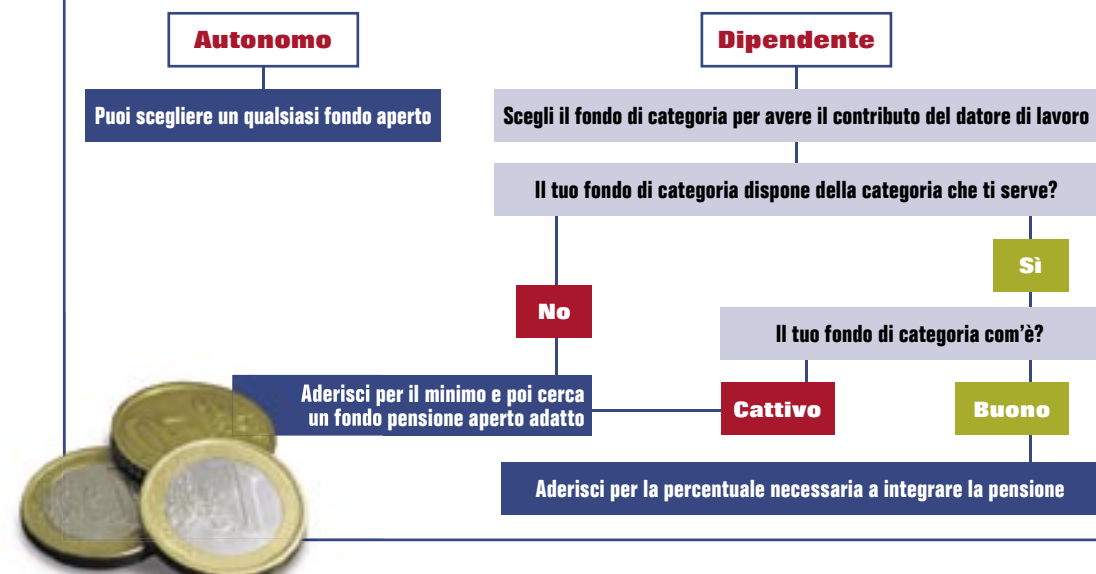 Autonomo
Puoi scegliere un qualsiasi fondo aperto
Dipendente
Scegli il fondo di categoria per avere il contributo del datore di lavoro
Il tuo fondo di categoria dispone della categoria che ti serve?
Sì
No
Il tuo fondo di categoria com'è?
Aderisci per il minimo e poi cerca
un fondo pensione aperto adatto
Cattivo
Buono
Aderisci per la percentuale necessaria a integrare la pensione